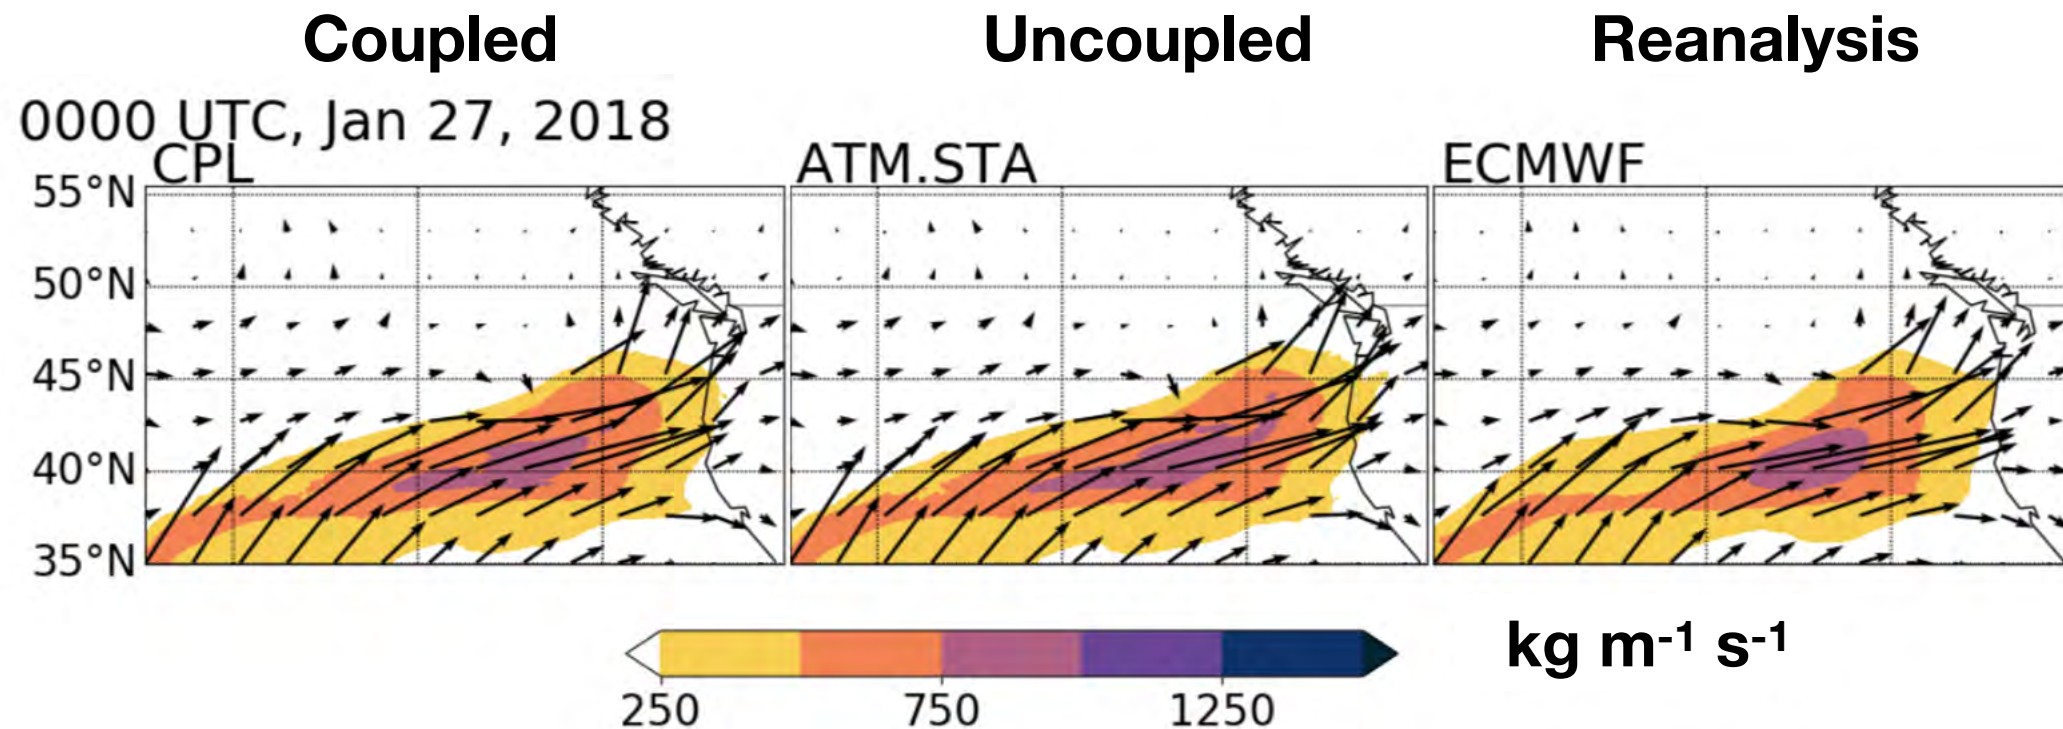 Coupled Uncoupled Reanalysis
0000 UTC, Jan 27, 2018
CPL ATM.STA ECMWF
55°N
50°N
45°N
40°N
35°N
kg m-1 s-1
250 750 1250